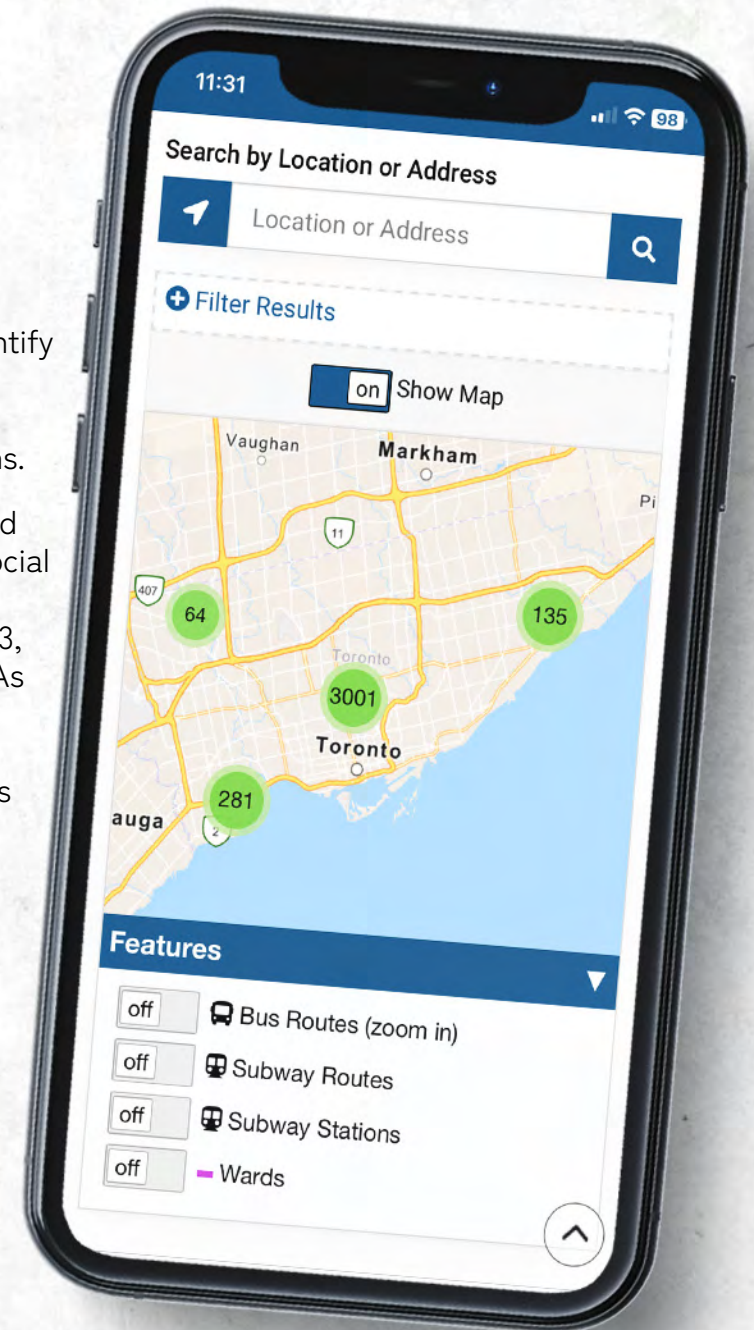 ntify
ns.
d
ocial
3,
As
s
11:31
98
Search by Location or Address
Location or Address
Filter Results
on Show Map
Vaughan
Markham
Pi
11
407
64
135
Toronto
3001
Toronto
281
auga
2
Features
off Bus Routes (zoom in)
off Subway Routes
off Subway Stations
off Wards